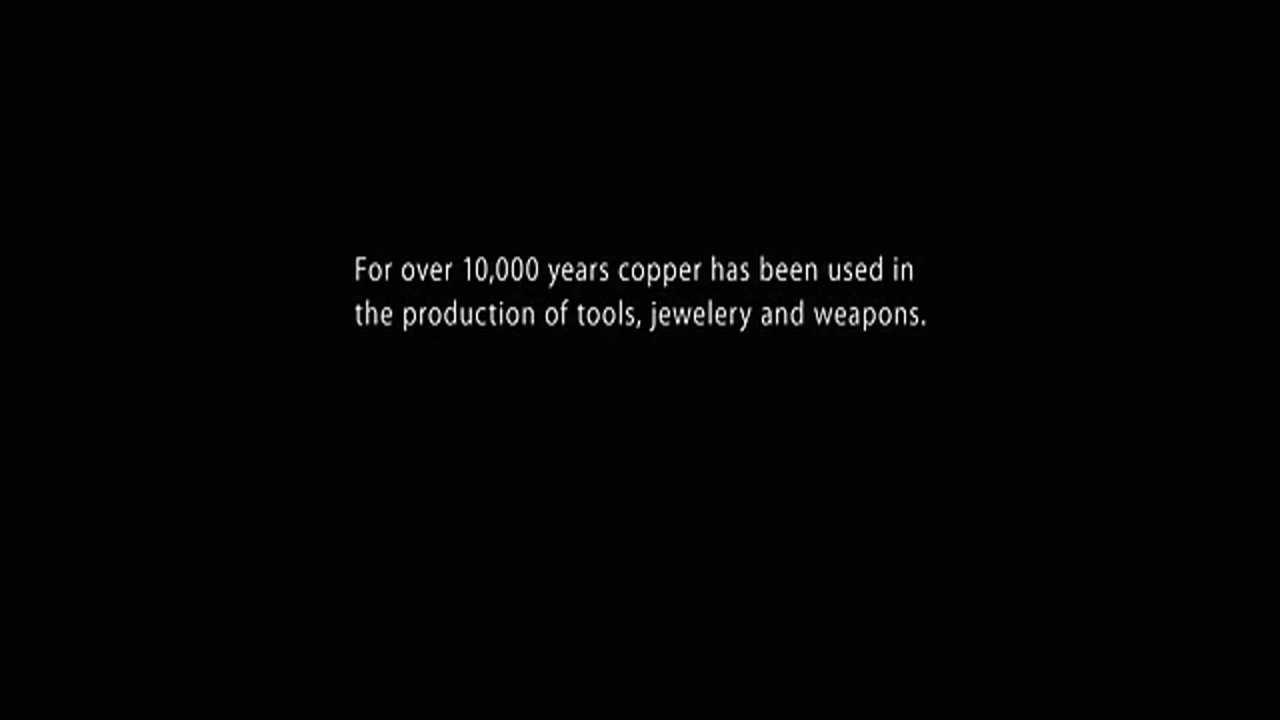 For over 10,000 years copper has been used in
the production of tools, jewelery and weapons.